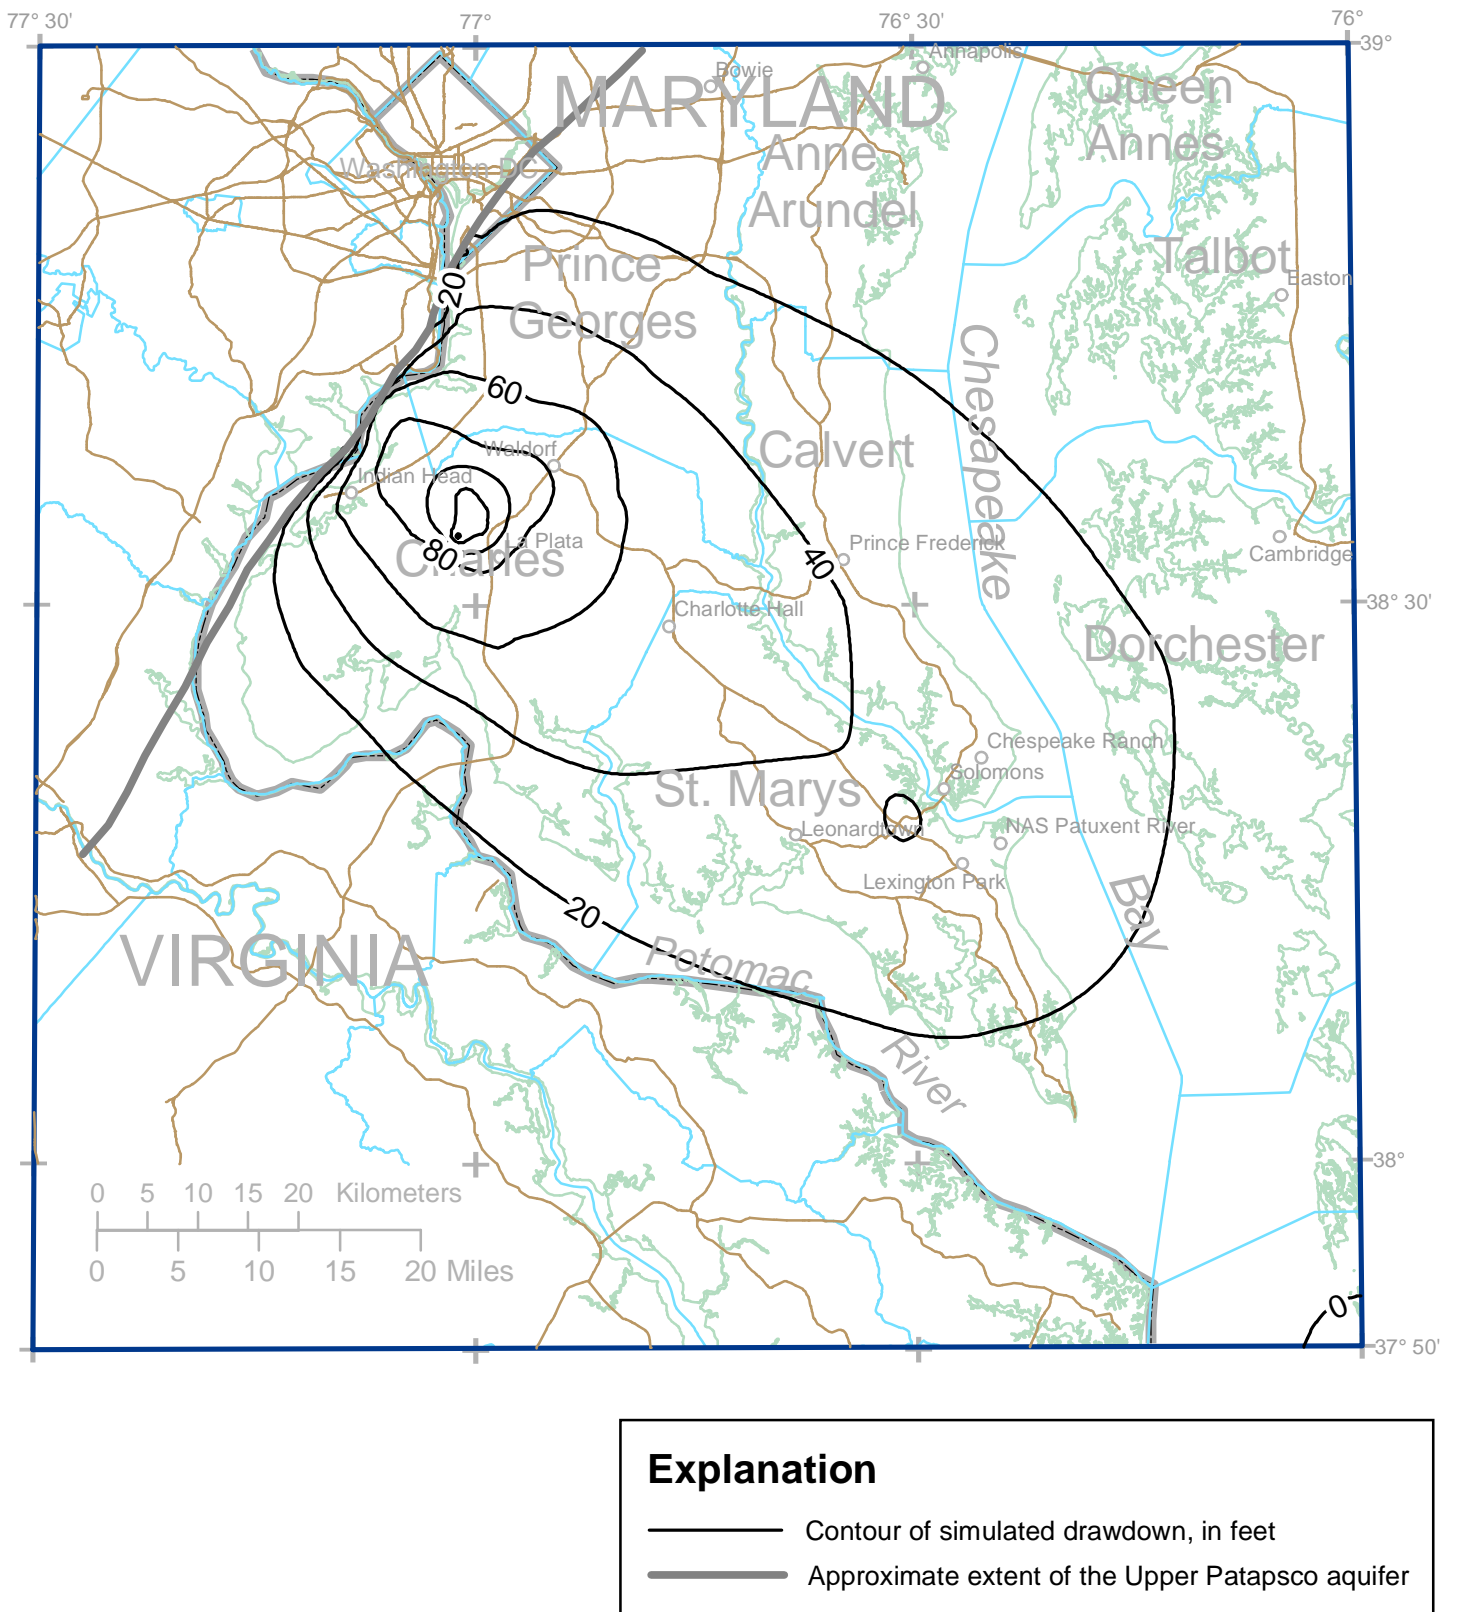 77° 30'
77°
76° 30'
76°
39°
Annapolis
Bowie
MARYLAND
Queen
Annes
Anne
Arundel
Washington DC
Talbot
Easton
Prince
Georges
20
Chesapeake
60
Waldorf
Calvert
Indian Head
La Plata
80
Charles
40
Prince Frederick
Cambridge
38° 30'
Charlotte Hall
Dorchester
Chespeake Ranch
Solomons
St. Marys
Leonardtown
NAS Patuxent River
Lexington Park
Bay
20
VIRGINIA
Potomac
River
38°
0 5 10 15 20 Kilometers
0 5 10 15 20 Miles
0
37° 50'
Explanation
Contour of simulated drawdown, in feet
Approximate extent of the Upper Patapsco aquifer